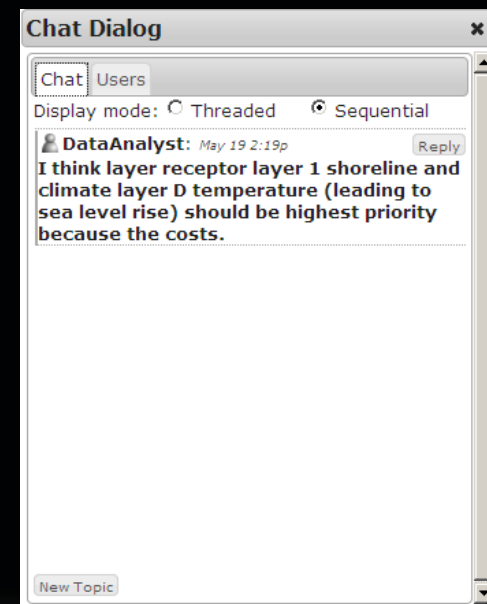 Chat Dialog
Chat Users
Display mode: Threaded Sequential
DataAnalyst: May 19 2:19p Reply
I think layer receptor layer 1 shoreline and
climate layer D temperature (leading to
sea level rise) should be highest priority
because the costs.
New Topic